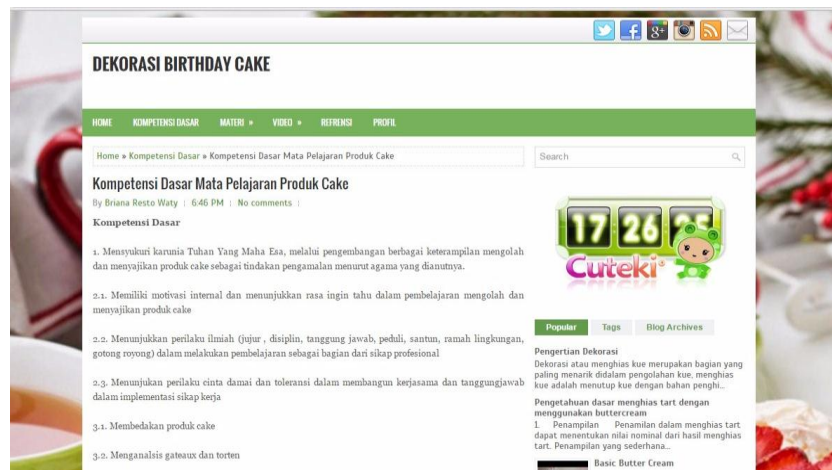 DEKORASI BIRTHDAY CAKE
HOME KOMPETENSI DASAR MATERI » VIDEO » REFRENSI PROFIL
Home » Kompetensi Dasar » Kompetensi Dasar Mata Pelajaran Produk Cake
Kompetensi Dasar Mata Pelajaran Produk Cake
By Briana Resto Waty | 6:46 PM | No comments |
Kompetensi Dasar
1. Mensyukuri karunia Tuhan Yang Maha Esa, melalui pengembangan berbagai keterampilan mengolah
dan menyajikan produk cake sebagai tindakan pengamalan menurut agama yang dianutnya.
2.1. Memiliki motivasi internal dan menunjukkan rasa ingin tahu dalam pembelajaran mengolah dan
menyajikan produk cake
2.2. Menunjukkan perilaku ilmiah (jujur , disiplin, tanggung jawab, peduli, santun, ramah lingkungan,
gotong royong) dalam melakukan pembelajaran sebagai bagian dari sikap profesional
2.3. Menunjukan perilaku cinta damai dan toleransi dalam membangun kerjasama dan tanggungjawab
dalam implementasi sikap kerja
3.1. Membedakan produk cake
3.2. Menganalsis gateaux dan torten
Search
17 26
Cuteki
Popular Tags Blog Archives
Pengertian Dekorasi
Dekorasi atau menghias kue merupakan bagian yang
paling menarik didalam pengolahan kue, menghias
kue adalah menutup kue dengan bahan penghi...
Pengetahuan dasar menghias tart dengan
menggunakan buttercream
1. Penampilan Penamilan dalam menghias tart
dapat menentukan nilai nominal dari hasil menghias
tart. Penampilan yang sederhana...
Basic Butter Cream